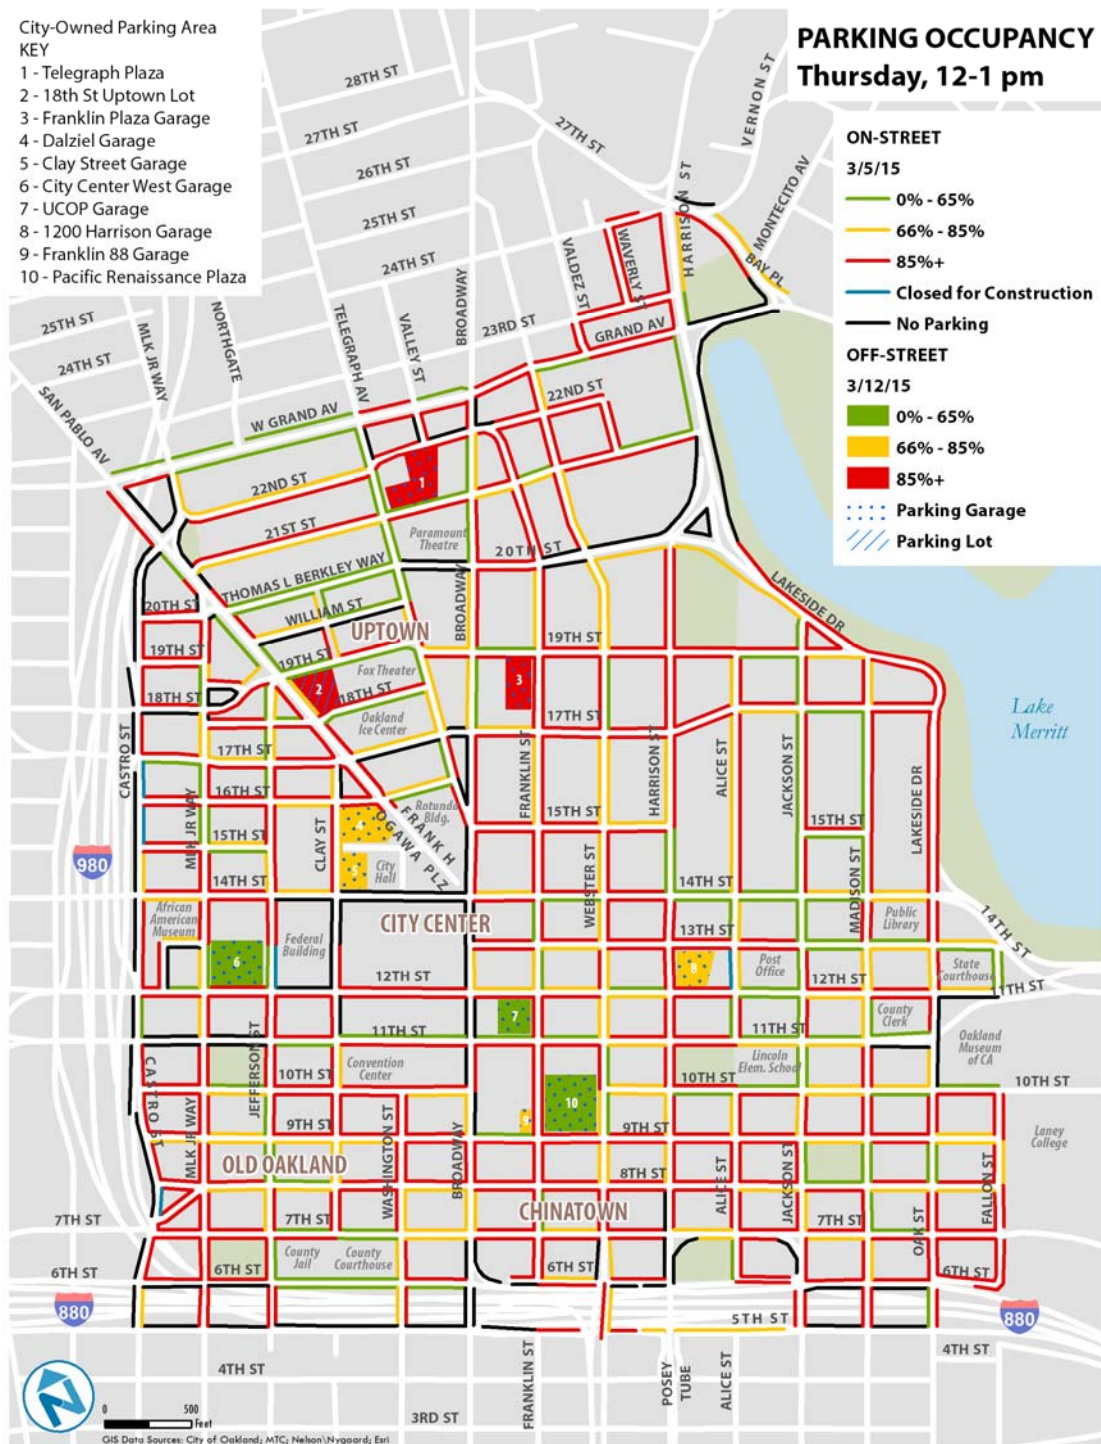 City-Owned Parking Area
KEY
1 - Telegraph Plaza
2 - 18th St Uptown Lot
3 - Franklin Plaza Garage
4 - Dalziel Garage
5 - Clay Street Garage
6 - City Center West Garage
7 - UCOP Garage
8 - 1200 Harrison Garage
9 - Franklin 88 Garage
10 - Pacific Renaissance Plaza
PARKING OCCUPANCY
Thursday, 12-1 pm
ON-STREET
3/5/15
0% - 65%
66% - 85%
85%+
Closed for Construction
No Parking
OFF-STREET
3/12/15
0% - 65%
66% - 85%
85%+
Parking Garage
Parking Lot
28TH ST
27TH ST
27TH ST
26TH ST
25TH ST
24TH ST
23RD ST
VERNON ST
HARRISON ST
MONTECITO AV
BAY PL
WAVERLY ST
VALDEZ ST
GRAND AV
BROADWAY
VALLEY ST
TELEGRAPH AV
NORTHGATE
MLK JR WAY
25TH ST
24TH ST
SAN PABLO AV
W GRAND AV
22ND ST
22ND ST
21ST ST
1
Paramount
Theatre
20TH ST
THOMAS L BERKLEY WAY
WILLIAM ST
UPTOWN
BROADWAY
LAKESIDE DR
20TH ST
19TH ST
19TH ST
19TH ST
Fox Theater
18TH ST
18TH ST
2
3
Oakland
Ice Center
17TH ST
17TH ST
CASTRO ST
Lake
Merritt
FRANKLIN ST
HARRISON ST
ALICE ST
JACKSON ST
LAKESIDE DR
16TH ST
15TH ST
15TH ST
15TH ST
MLK JR WAY
CLAY ST
Rotunda
Bldg.
FRANK H
OGAWA PLZ
4
5
City
Hall
980
14TH ST
14TH ST
WEBSTER ST
MADISON ST
African
American
Museum
Federal
Building
CITY CENTER
13TH ST
Public
Library
14TH ST
6
12TH ST
8
Post
Office
12TH ST
State
Courthouse
11TH ST
7
11TH ST
11TH ST
County
Clerk
Oakland
Museum
of CA
CASTRO ST
JEFFERSON ST
10TH ST
Convention
Center
10TH ST
Lincoln
Elem. School
10TH ST
MLK JR WAY
9TH ST
WASHINGTON ST
BROADWAY
10
9TH ST
Laney
College
OLD OAKLAND
8TH ST
ALICE ST
JACKSON ST
FALLON ST
7TH ST
7TH ST
CHINATOWN
7TH ST
OAK ST
6TH ST
6TH ST
County
Jail
County
Courthouse
6TH ST
6TH ST
880
5TH ST
880
4TH ST
4TH ST
FRANKLIN ST
POSEY
TUBE
ALICE ST
3RD ST
0
500
Feet
GIS Data Sources: City of Oakland; MTC; Nelson\Nygaard; Esri